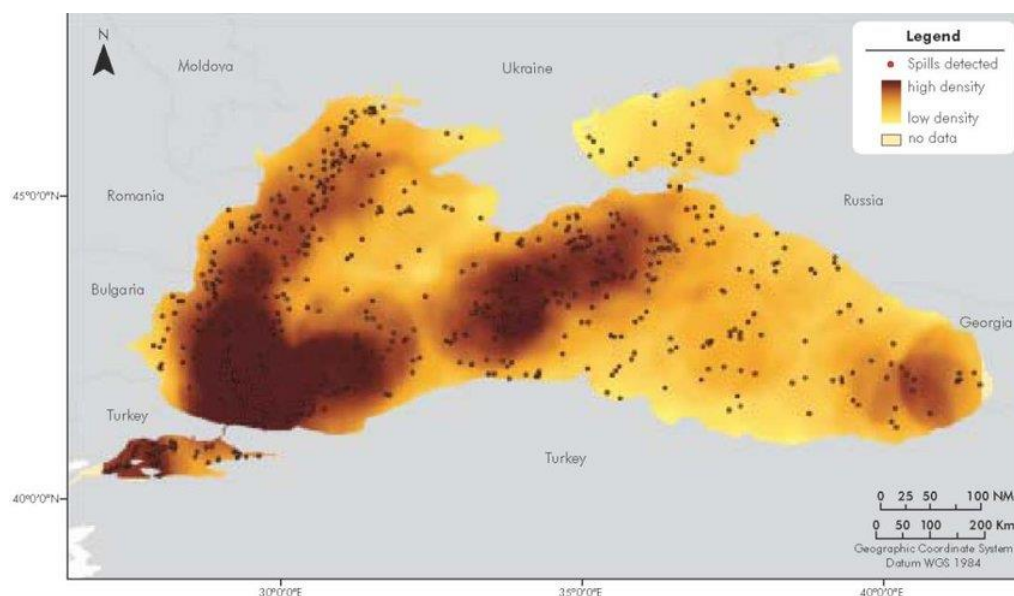 N
Moldova
Ukraine
Legend
Spills detected
high density
low density
no data
Romania
45°0'0"N
Russia
Bulgaria
Georgia
Turkey
Turkey
40°0'0"N
0 25 50 100 NM
0 50 100 200 Km
Geographic Coordinate System
Datum WGS 1984
30°0'0"E
35°0'0"E
40°0'0"E